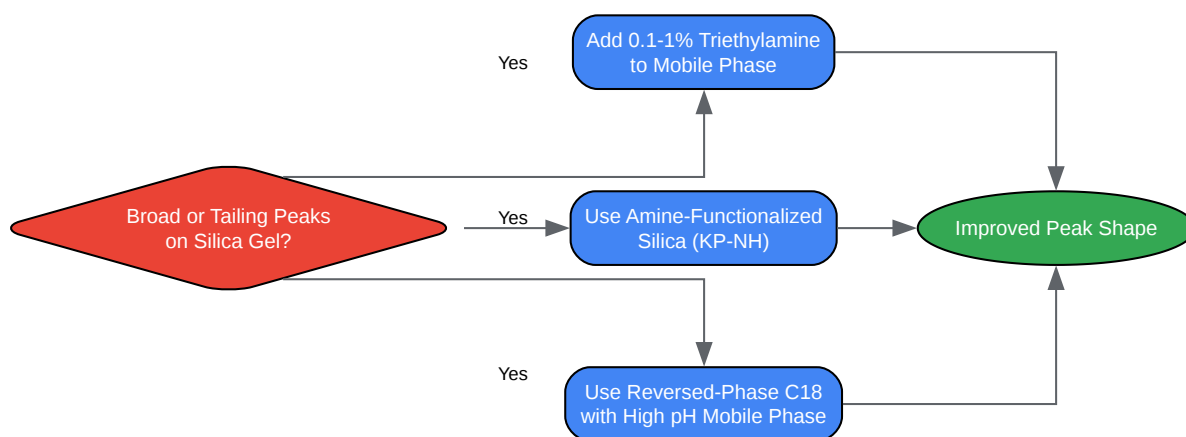 Add 0.1-1% Triethylamine
to Mobile Phase
Yes
Broad or Tailing Peaks
on Silica Gel?
Yes
Use Amine-Functionalized
Silica (KP-NH)
Improved Peak Shape
Yes
Use Reversed-Phase C18
with High pH Mobile Phase